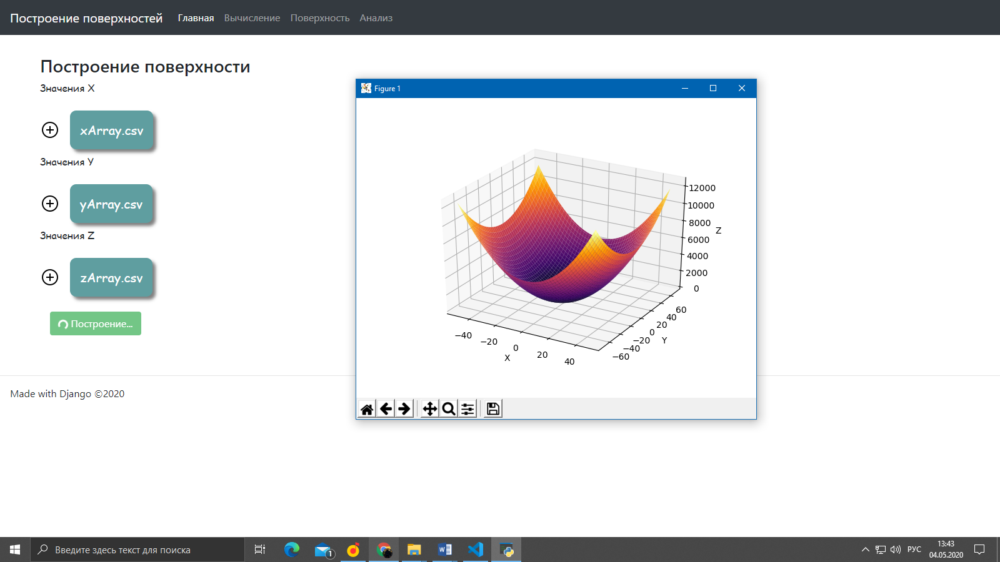 Построение поверхностей Главная Вычисление Поверхность Анализ
Построение поверхности
Значения X
xArray.csv
Значения Y
yArray.csv
Значения Z
zArray.csv
Построение...
Made with Django ©2020
Figure 1
12000
10000
8000
Z
6000
4000
2000
0
60
40
20
0
−20
Y
−40
−60
−40
−20
0
20
40
X
Введите здесь текст для поиска
1
РУС
13:43
04.05.2020